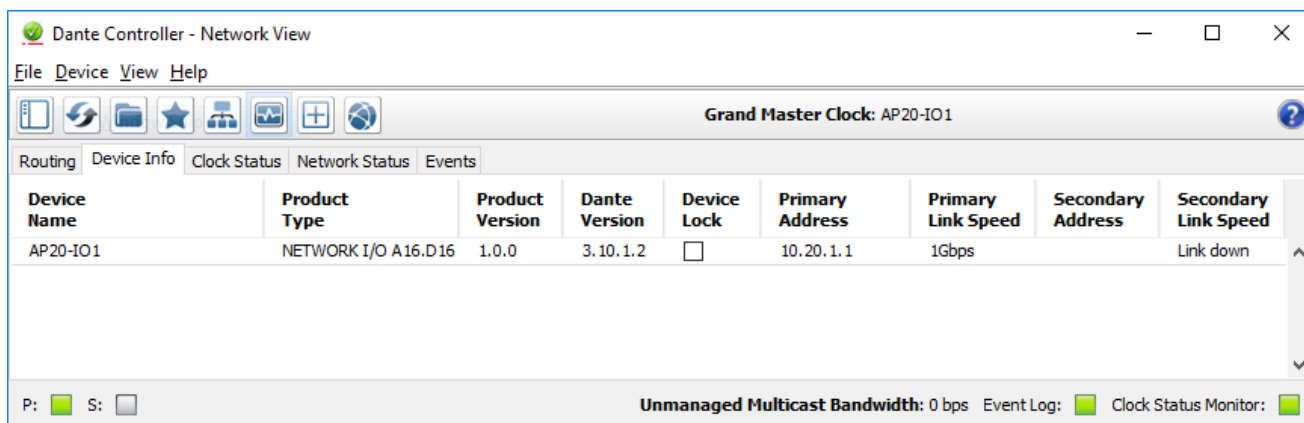 Dante Controller - Network View
File Device View Help
Grand Master Clock: AP20-IO1
Routing Device Info Clock Status Network Status Events
Device Name Product Type Product Version Dante Version Device Lock Primary Address Primary Link Speed Secondary Address Secondary Link Speed
AP20-IO1 NETWORK I/O A16.D16 1.0.0 3.10.1.2 10.20.1.1 1Gbps Link down
P: S: Unmanaged Multicast Bandwidth: 0 bps Event Log: Clock Status Monitor: